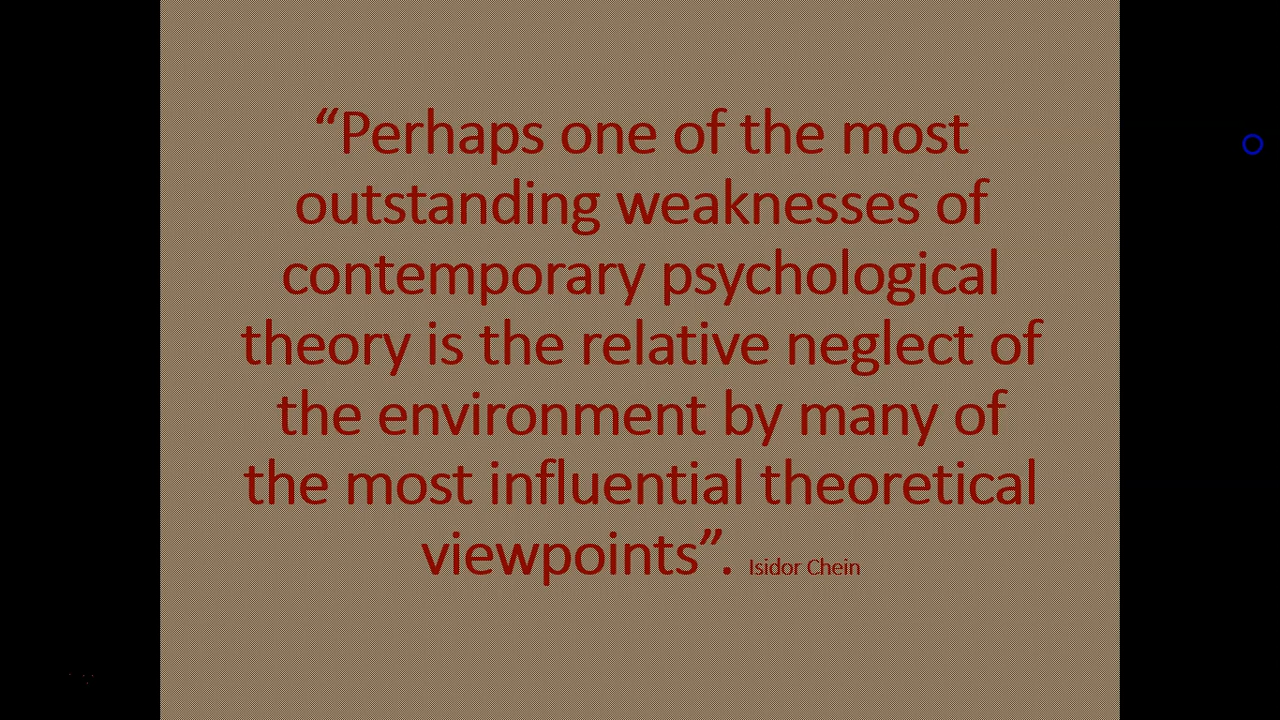 “Perhaps one of the most
outstanding weaknesses of
contemporary psychological
theory is the relative neglect of
the environment by many of
the most influential theoretical
viewpoints”. Isidor Chein